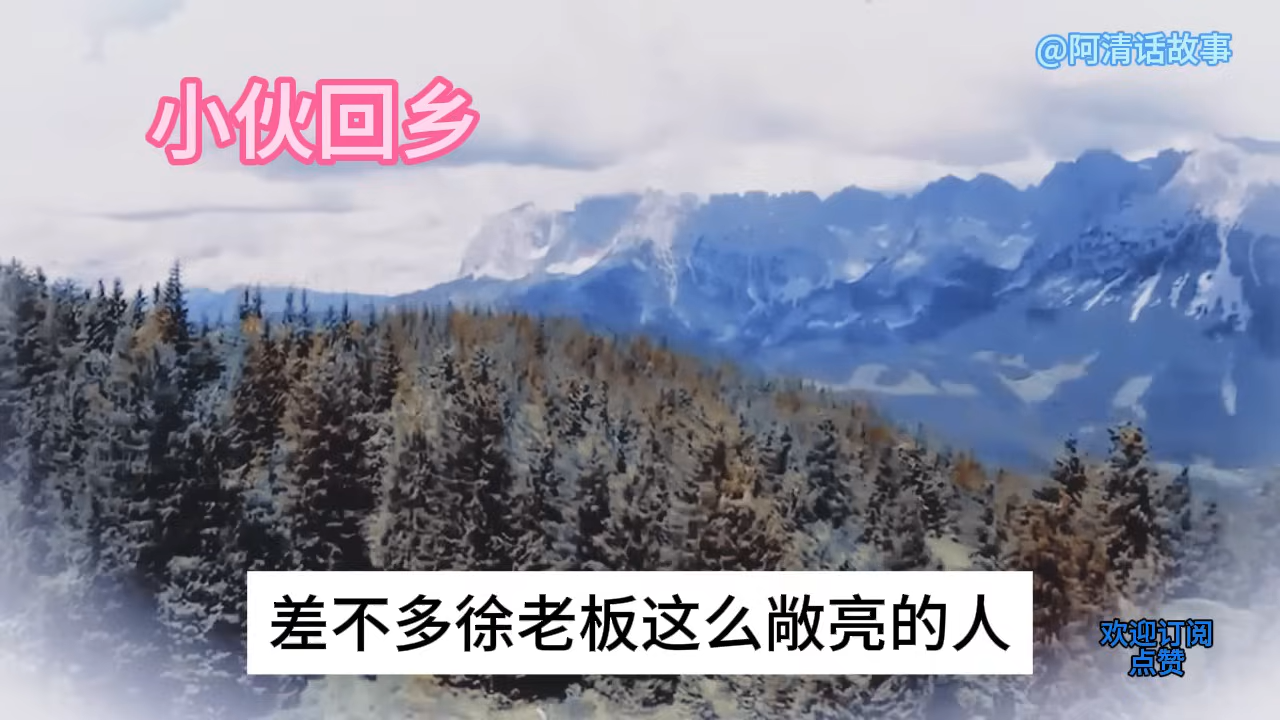 @阿清话故事
小伙回乡
差不多徐老板这么敞亮的人
欢迎订阅
点赞